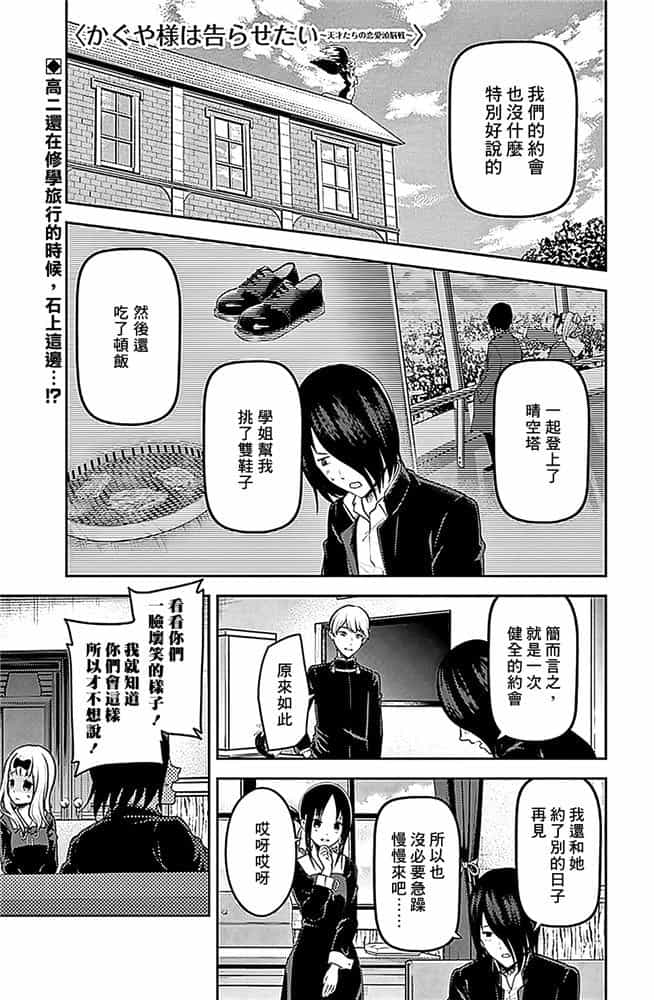 〈かぐや様は告らせたい～天才たちの恋愛頭脳戦～〉
◆高二還在修學旅行的時候，石上這邊…!?
我們的約會
也沒什麼
特別好說的
一起登上了
晴空塔
學姐幫我
挑了雙鞋子
然後還
吃了頓飯
簡而言之，
就是一次
健全的約會
原來如此
我還和她
約了別的日子
再見
所以也
沒必要急躁
慢慢來吧……
哎呀哎呀
看看你們
一臉壞笑的樣子！
我就知道
你們會這樣
所以才不想說！